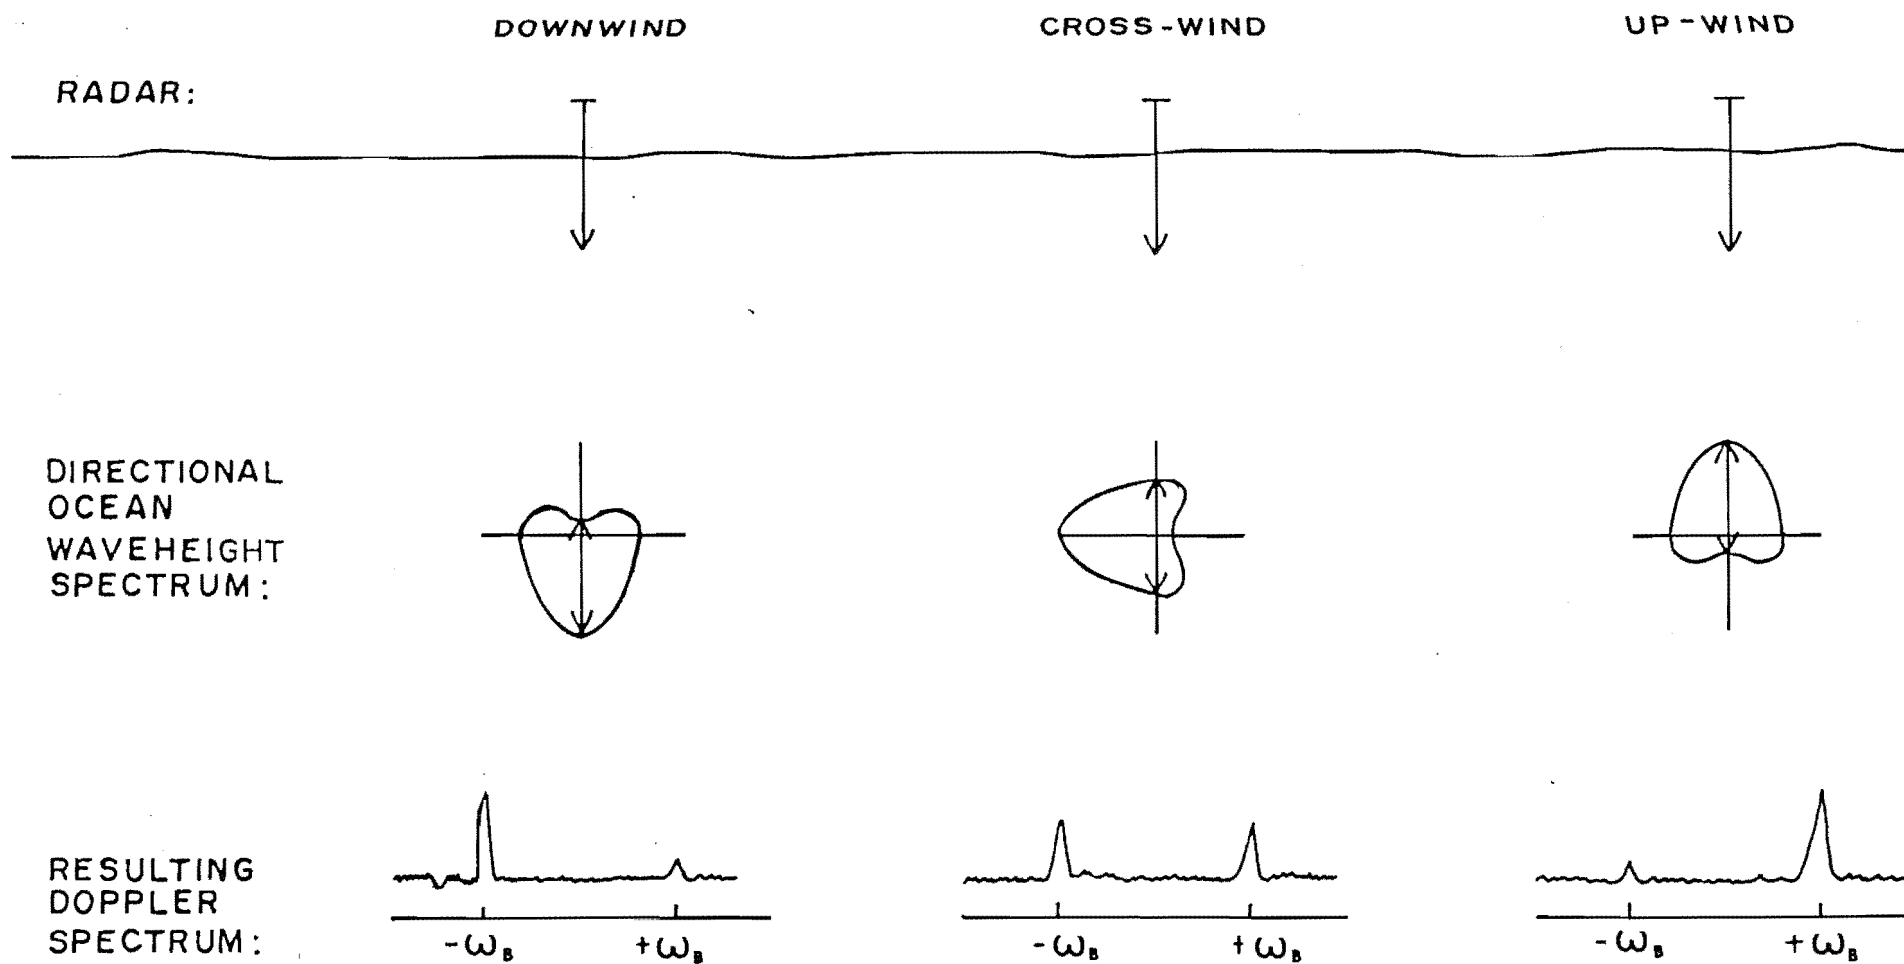 DOWNWIND CROSS-WIND UP-WIND
RADAR:
DIRECTIONAL
OCEAN
WAVEHEIGHT
SPECTRUM:
RESULTING
DOPPLER
SPECTRUM:
-ω_B +ω_B -ω_B +ω_B -ω_B +ω_B